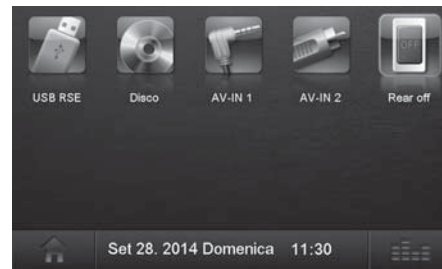 OFF
USB RSE Disco AV-IN 1 AV-IN 2 Rear off
Set 28. 2014 Domenica 11:30